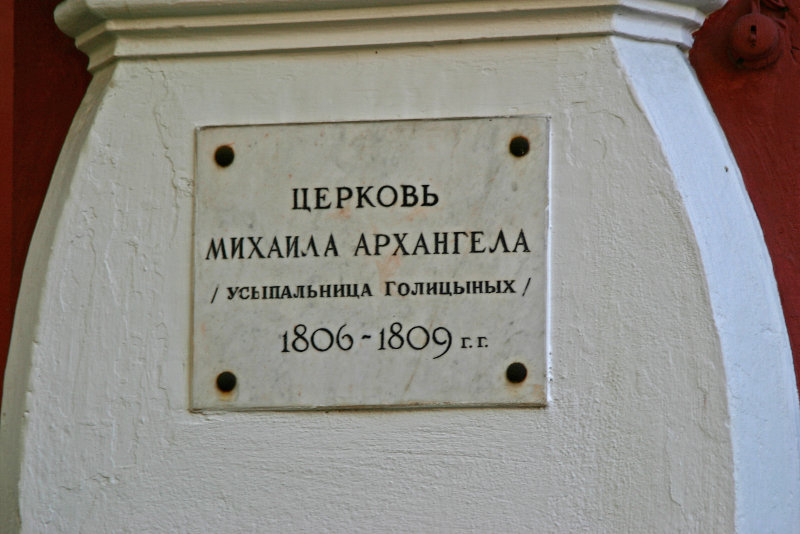 ЦЕРКОВЬ
МИХАИЛА АРХАНГЕЛА
/УСЫПАЛЬНИЦА ГОЛИЦЫНЫХ/
1806-1809 г.г.